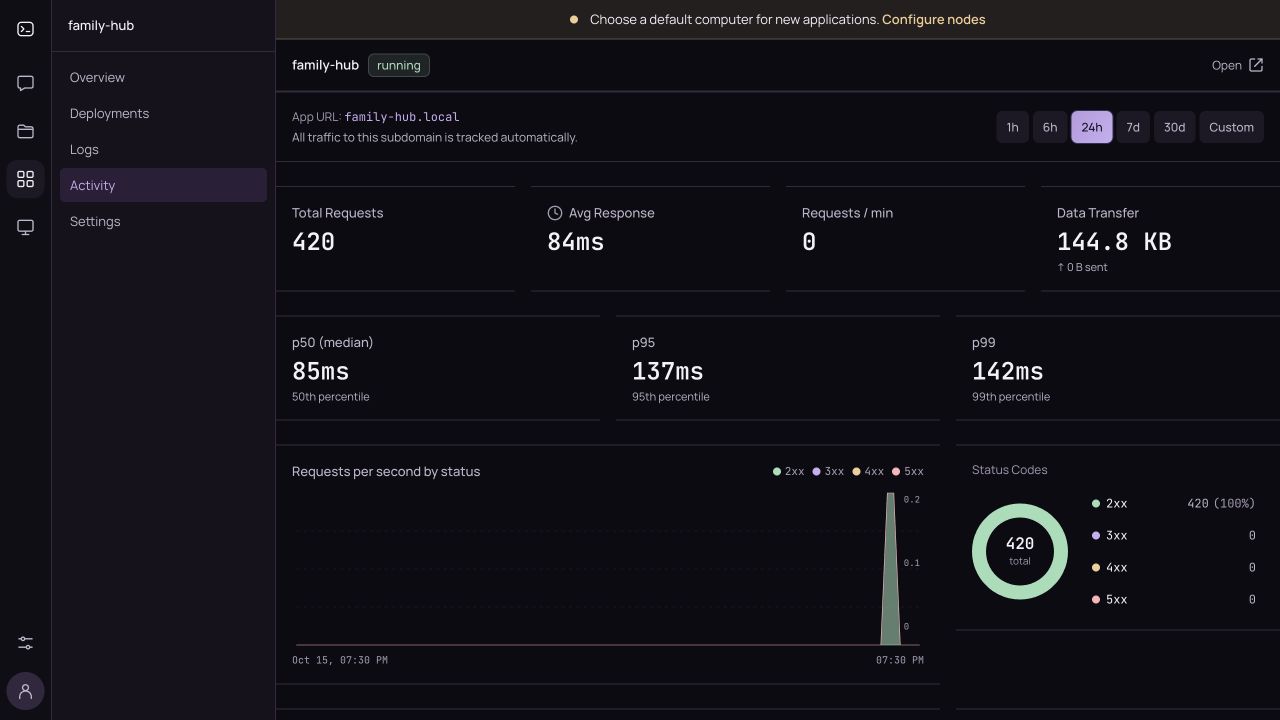 family-hub
Overview
Deployments
Logs
Activity
Settings
Choose a default computer for new applications. Configure nodes
family-hub running Open
App URL: family-hub.local
All traffic to this subdomain is tracked automatically.
1h 6h 24h 7d 30d Custom
Total Requests
420
Avg Response
84ms
Requests / min
0
Data Transfer
144.8 KB
↑ 0 B sent
p50 (median)
85ms
50th percentile
p95
137ms
95th percentile
p99
142ms
99th percentile
Requests per second by status
2xx 3xx 4xx 5xx
0.2
0.1
0
Oct 15, 07:30 PM 07:30 PM
Status Codes
420
total
2xx 420 (100%)
3xx 0
4xx 0
5xx 0